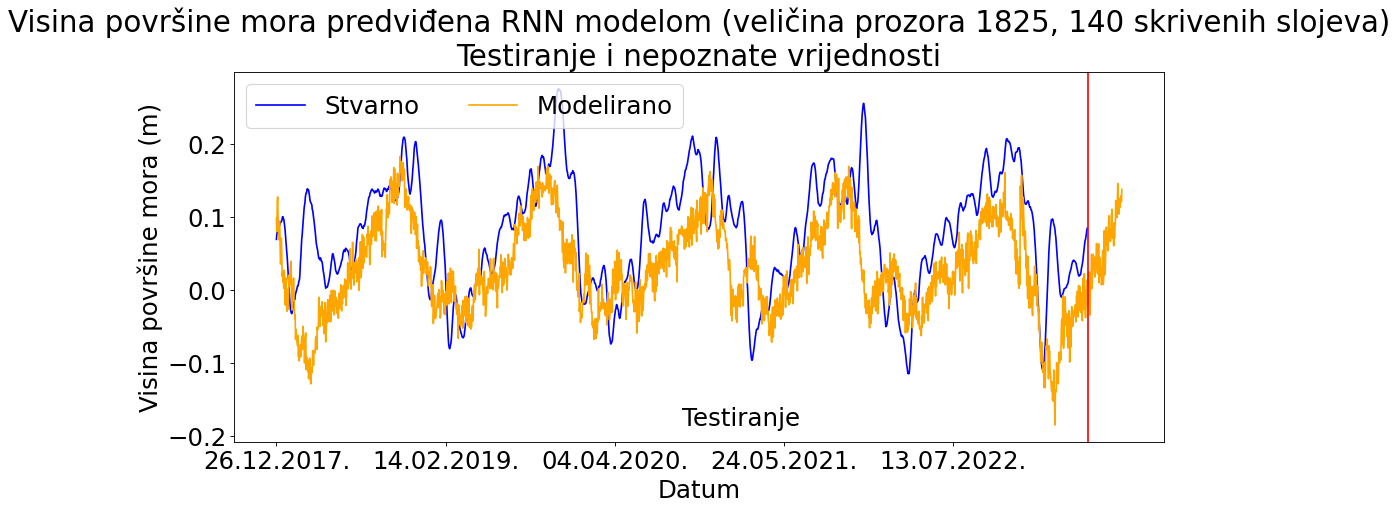 Visina površine mora predviđena RNN modelom (veličina prozora 1825, 140 skrivenih slojeva)
Testiranje i nepoznate vrijednosti
Stvarno Modelirano
Visina površine mora (m)
0.2
0.1
0.0
−0.1
−0.2
Testiranje
26.12.2017. 14.02.2019. 04.04.2020. 24.05.2021. 13.07.2022.
Datum